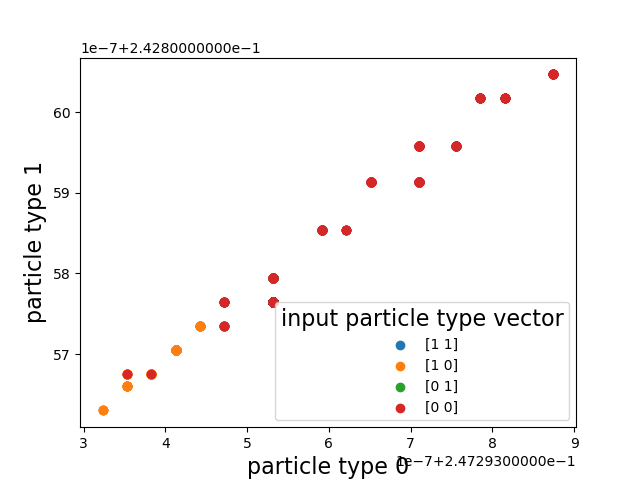 1e-7+2.4280000000e-1
60
59
58
57
particle type 1
input particle type vector
[1 1]
[1 0]
[0 1]
[0 0]
3 4 5 6 7 8 9
particle type 0
1e-7+2.4729300000e-1